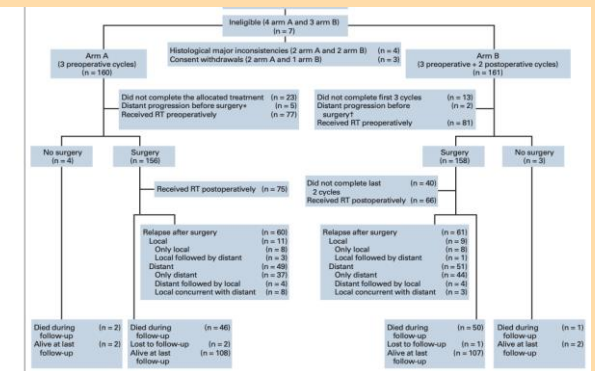 Ineligible (4 arm A and 3 arm B)
(n = 7)
Histological major inconsistencies (2 arm A and 2 arm B) (n = 4)
Consent withdrawals (2 arm A and 1 arm B) (n = 3)
Arm A
(3 preoperative cycles)
(n = 160)
Arm B
(3 preoperative + 2 postoperative cycles)
(n = 161)
Did not complete the allocated treatment (n = 23)
Distant progression before surgery* (n = 5)
Received RT preoperatively (n = 77)
Did not complete first 3 cycles (n = 13)
Distant progression before (n = 2)
surgery†
Received RT preoperatively (n = 81)
No surgery
(n = 4)
Surgery
(n = 156)
Surgery
(n = 158)
No surgery
(n = 3)
Received RT postoperatively (n = 75)
Did not complete last (n = 40)
2 cycles
Received RT postoperatively (n = 66)
Relapse after surgery (n = 60)
Local (n = 11)
Only local (n = 8)
Local followed by distant (n = 3)
Distant (n = 49)
Only distant (n = 37)
Distant followed by local (n = 4)
Local concurrent with distant (n = 8)
Relapse after surgery (n = 61)
Local (n = 9)
Only local (n = 8)
Local followed by distant (n = 1)
Distant (n = 51)
Only distant (n = 44)
Distant followed by local (n = 4)
Local concurrent with distant (n = 3)
Died during (n = 2)
follow-up
Alive at last (n = 2)
follow-up
Died during (n = 46)
follow-up
Lost to follow-up (n = 2)
Alive at last (n = 108)
follow-up
Died during (n = 50)
follow-up
Lost to follow-up (n = 1)
Alive at last (n = 107)
follow-up
Died during (n = 1)
follow-up
Alive at last (n = 2)
follow-up